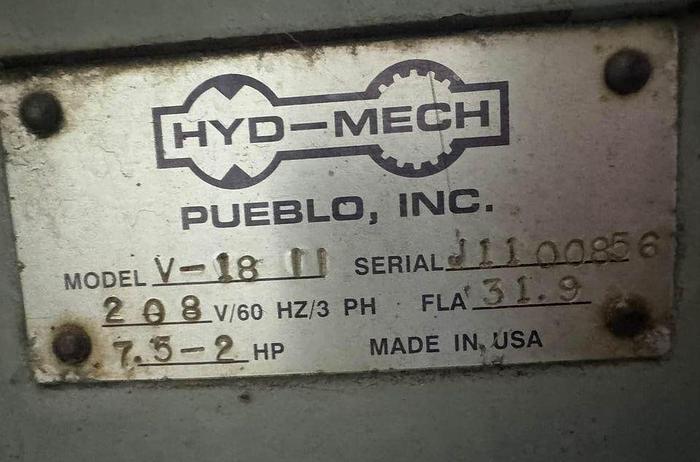 HYD-MECH
PUEBLO, INC.
MODEL V-18 II SERIAL J1100856
208 V/60 HZ/3 PH FLA 31.9
7.5-2 HP MADE IN USA